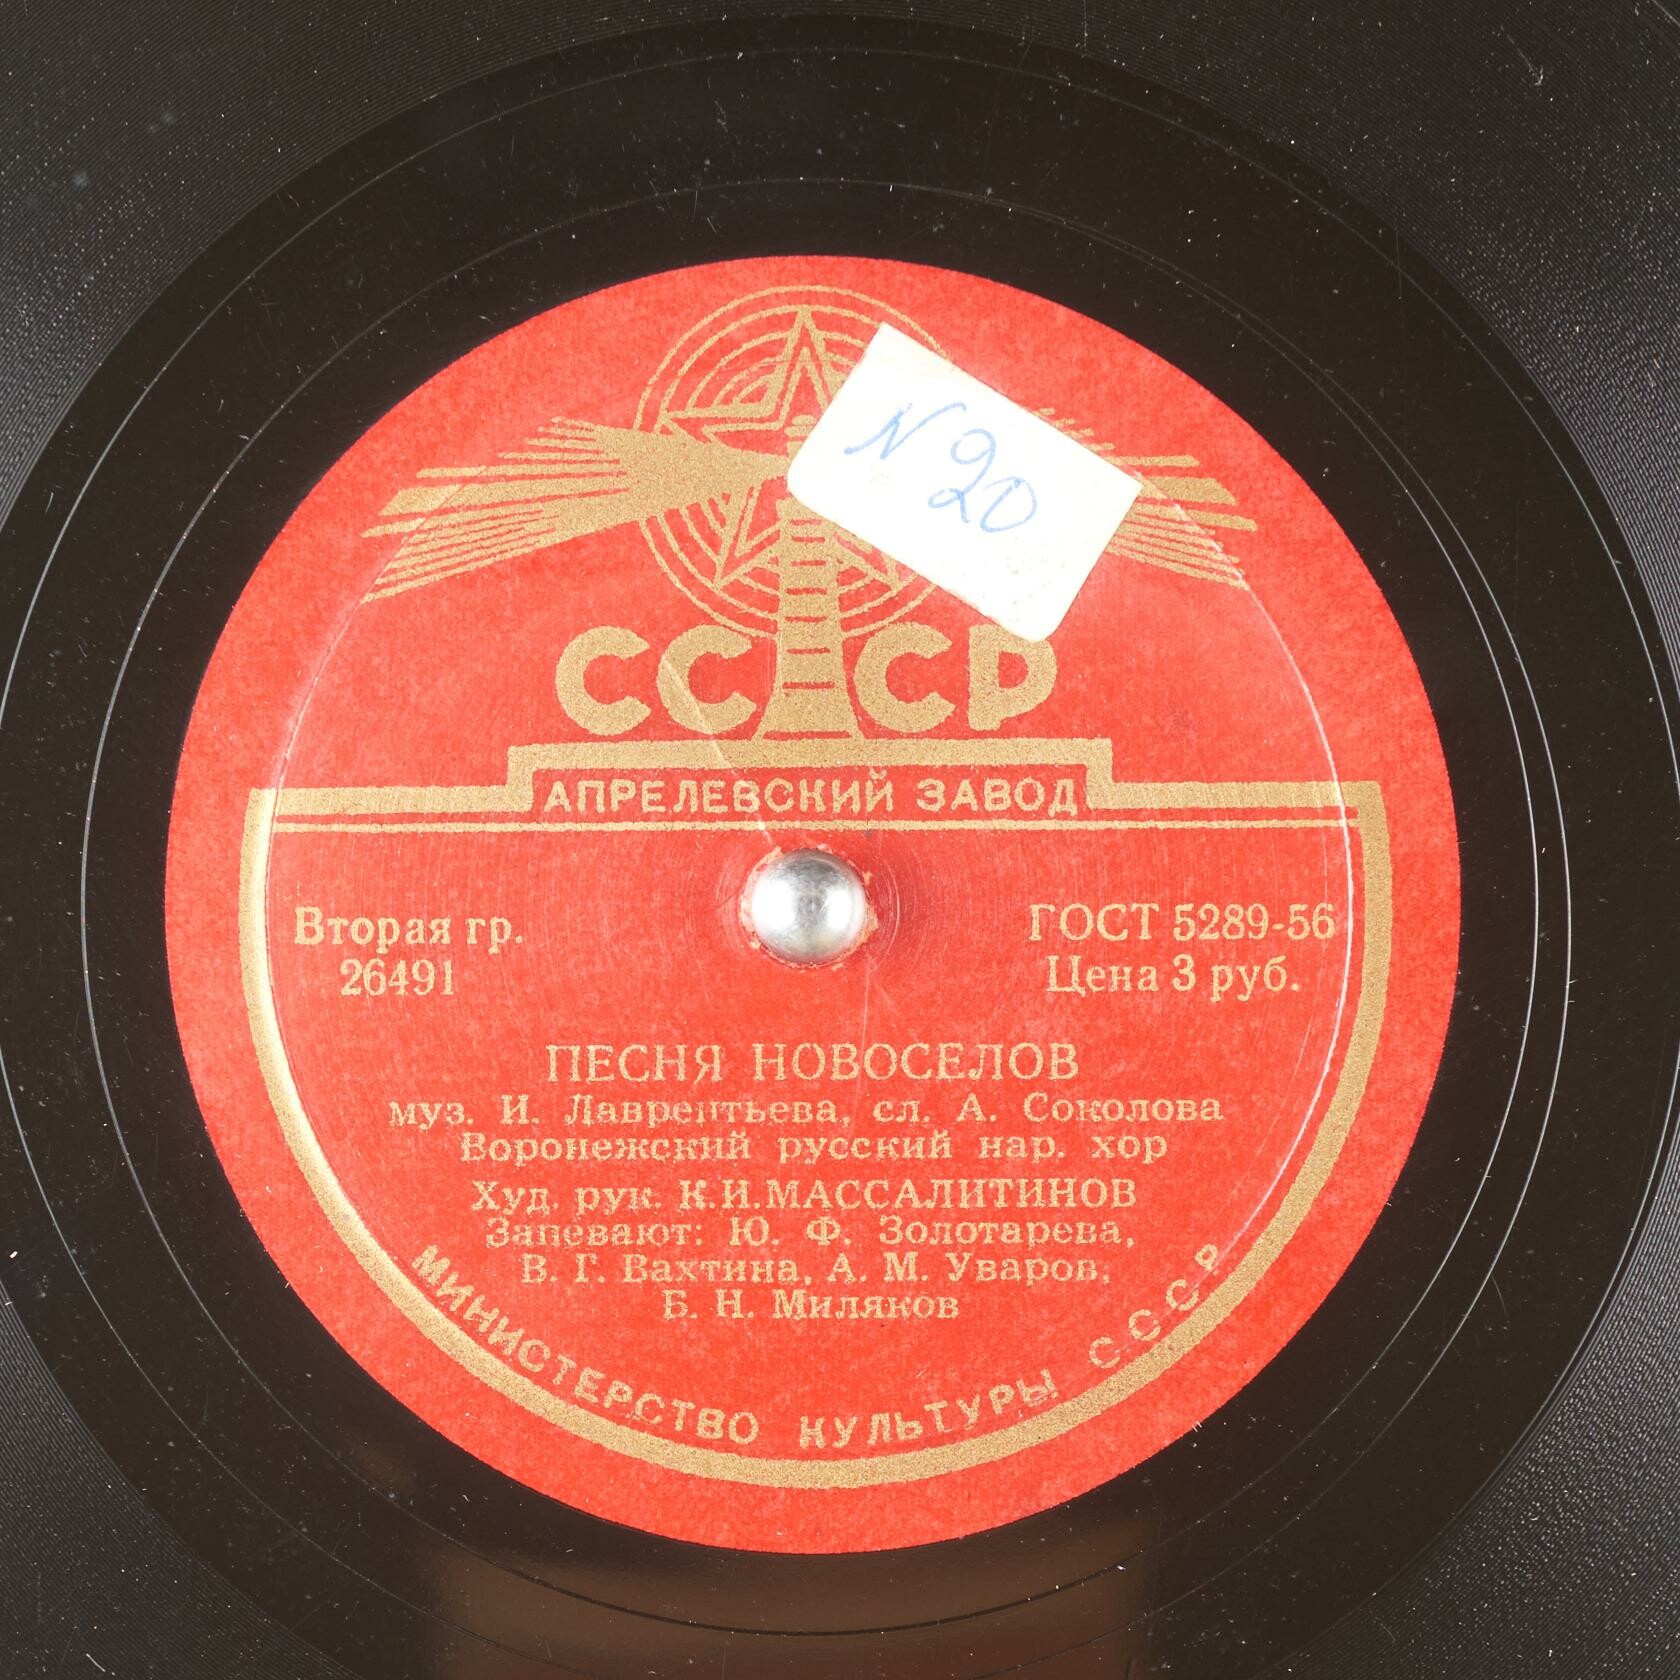 N 20
СССР
АПРЕЛЕВСКИЙ ЗАВОД
Вторая гр.
26491
ГОСТ 5289-56
Цена 3 руб.
ПЕСНЯ НОВОСЕЛОВ
муз. И. Лаврентьева, сл. А. Соколова
Воронежский русский нар. хор
Худ. рук. К.И.МАССАЛИТИНОВ
Запевают: Ю. Ф. Золотарева,
В. Г. Вахтина, А. М. Уваров,
Б. Н. Миляков
МИНИСТЕРСТВО КУЛЬТУРЫ С.С.С.Р